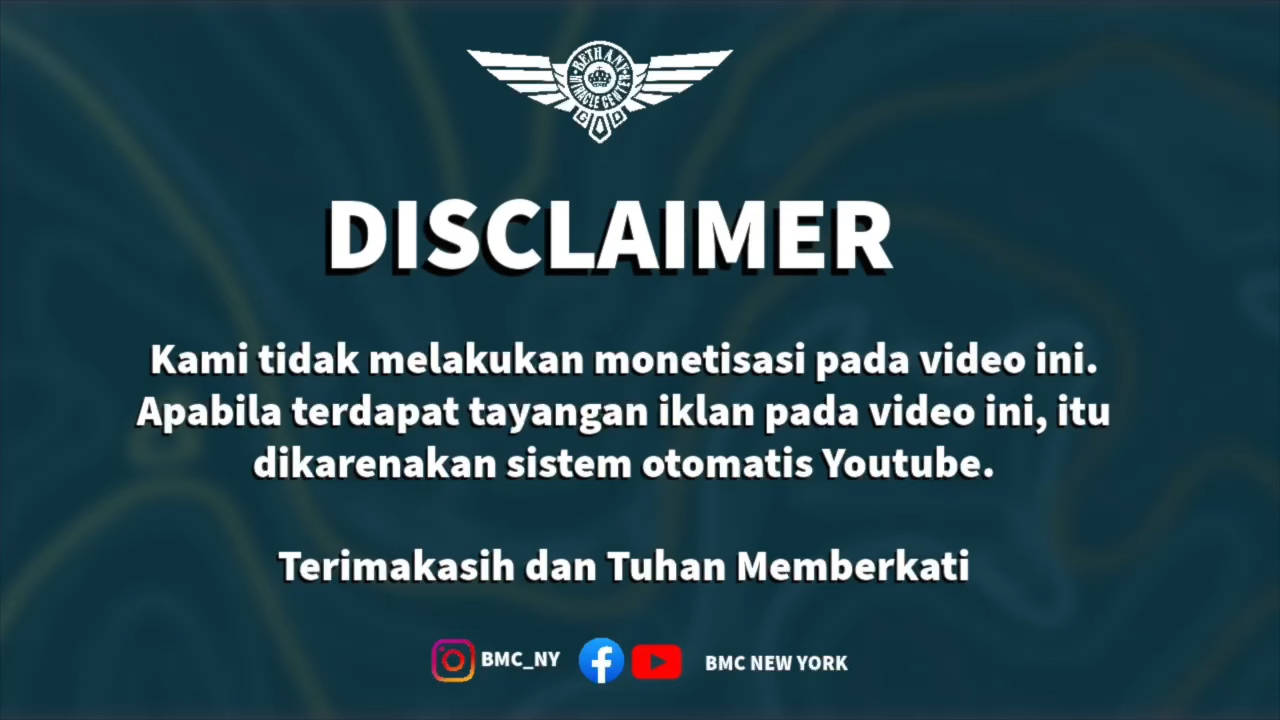 BETHANY
MIRACLE CENTER
DISCLAIMER
Kami tidak melakukan monetisasi pada video ini.
Apabila terdapat tayangan iklan pada video ini, itu
dikarenakan sistem otomatis Youtube.
Terimakasih dan Tuhan Memberkati
BMC_NY
BMC NEW YORK